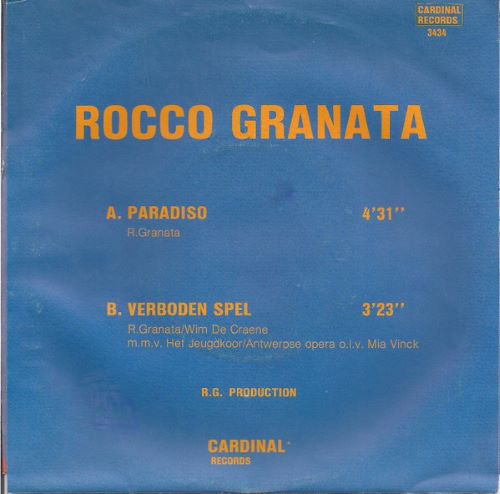 CARDINAL
RECORDS
3434
ROCCO GRANATA
A. PARADISO 4'31''
R.Granata
B. VERBODEN SPEL 3'23''
R.Granata/Wim De Craene
m.m.v. Het Jeugdkoor/Antwerpse opera o.l.v. Mia Vinck
R.G. PRODUCTION
CARDINAL
RECORDS